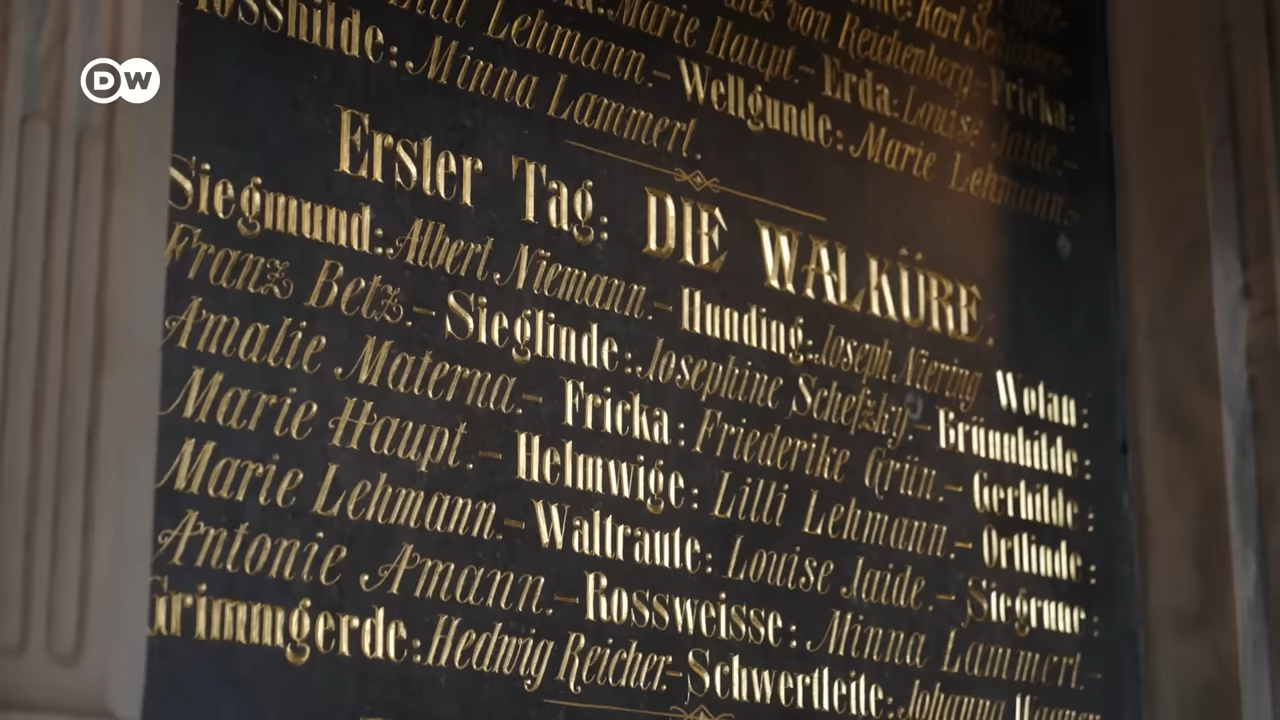 DW
Karl Schlosser.-
von Reichenberg.- Fricka:
Marie Haupt.- Erda: Louise Jaide.-
Lilli Lehmann.- Wellgunde: Marie Lehmann.-
Flosshilde: Minna Lammert.
Erster Tag: DIE WALKÜRE.
Siegmund: Albert Niemann.- Hunding: Joseph Niering Wotan:
Franz Betz.- Sieglinde: Josephine Schefzky.- Brünnhilde:
Amalie Materna.- Fricka: Friederike Grün.- Gerhilde:
Marie Haupt.- Helmwige: Lilli Lehmann.- Ortlinde:
Marie Lehmann.- Waltraute: Louise Jaide.- Siegrune:
Antonie Amann.- Rossweisse: Minna Lammert.-
Grimmgerde: Hedwig Reicher.- Schwertleite: Johanna